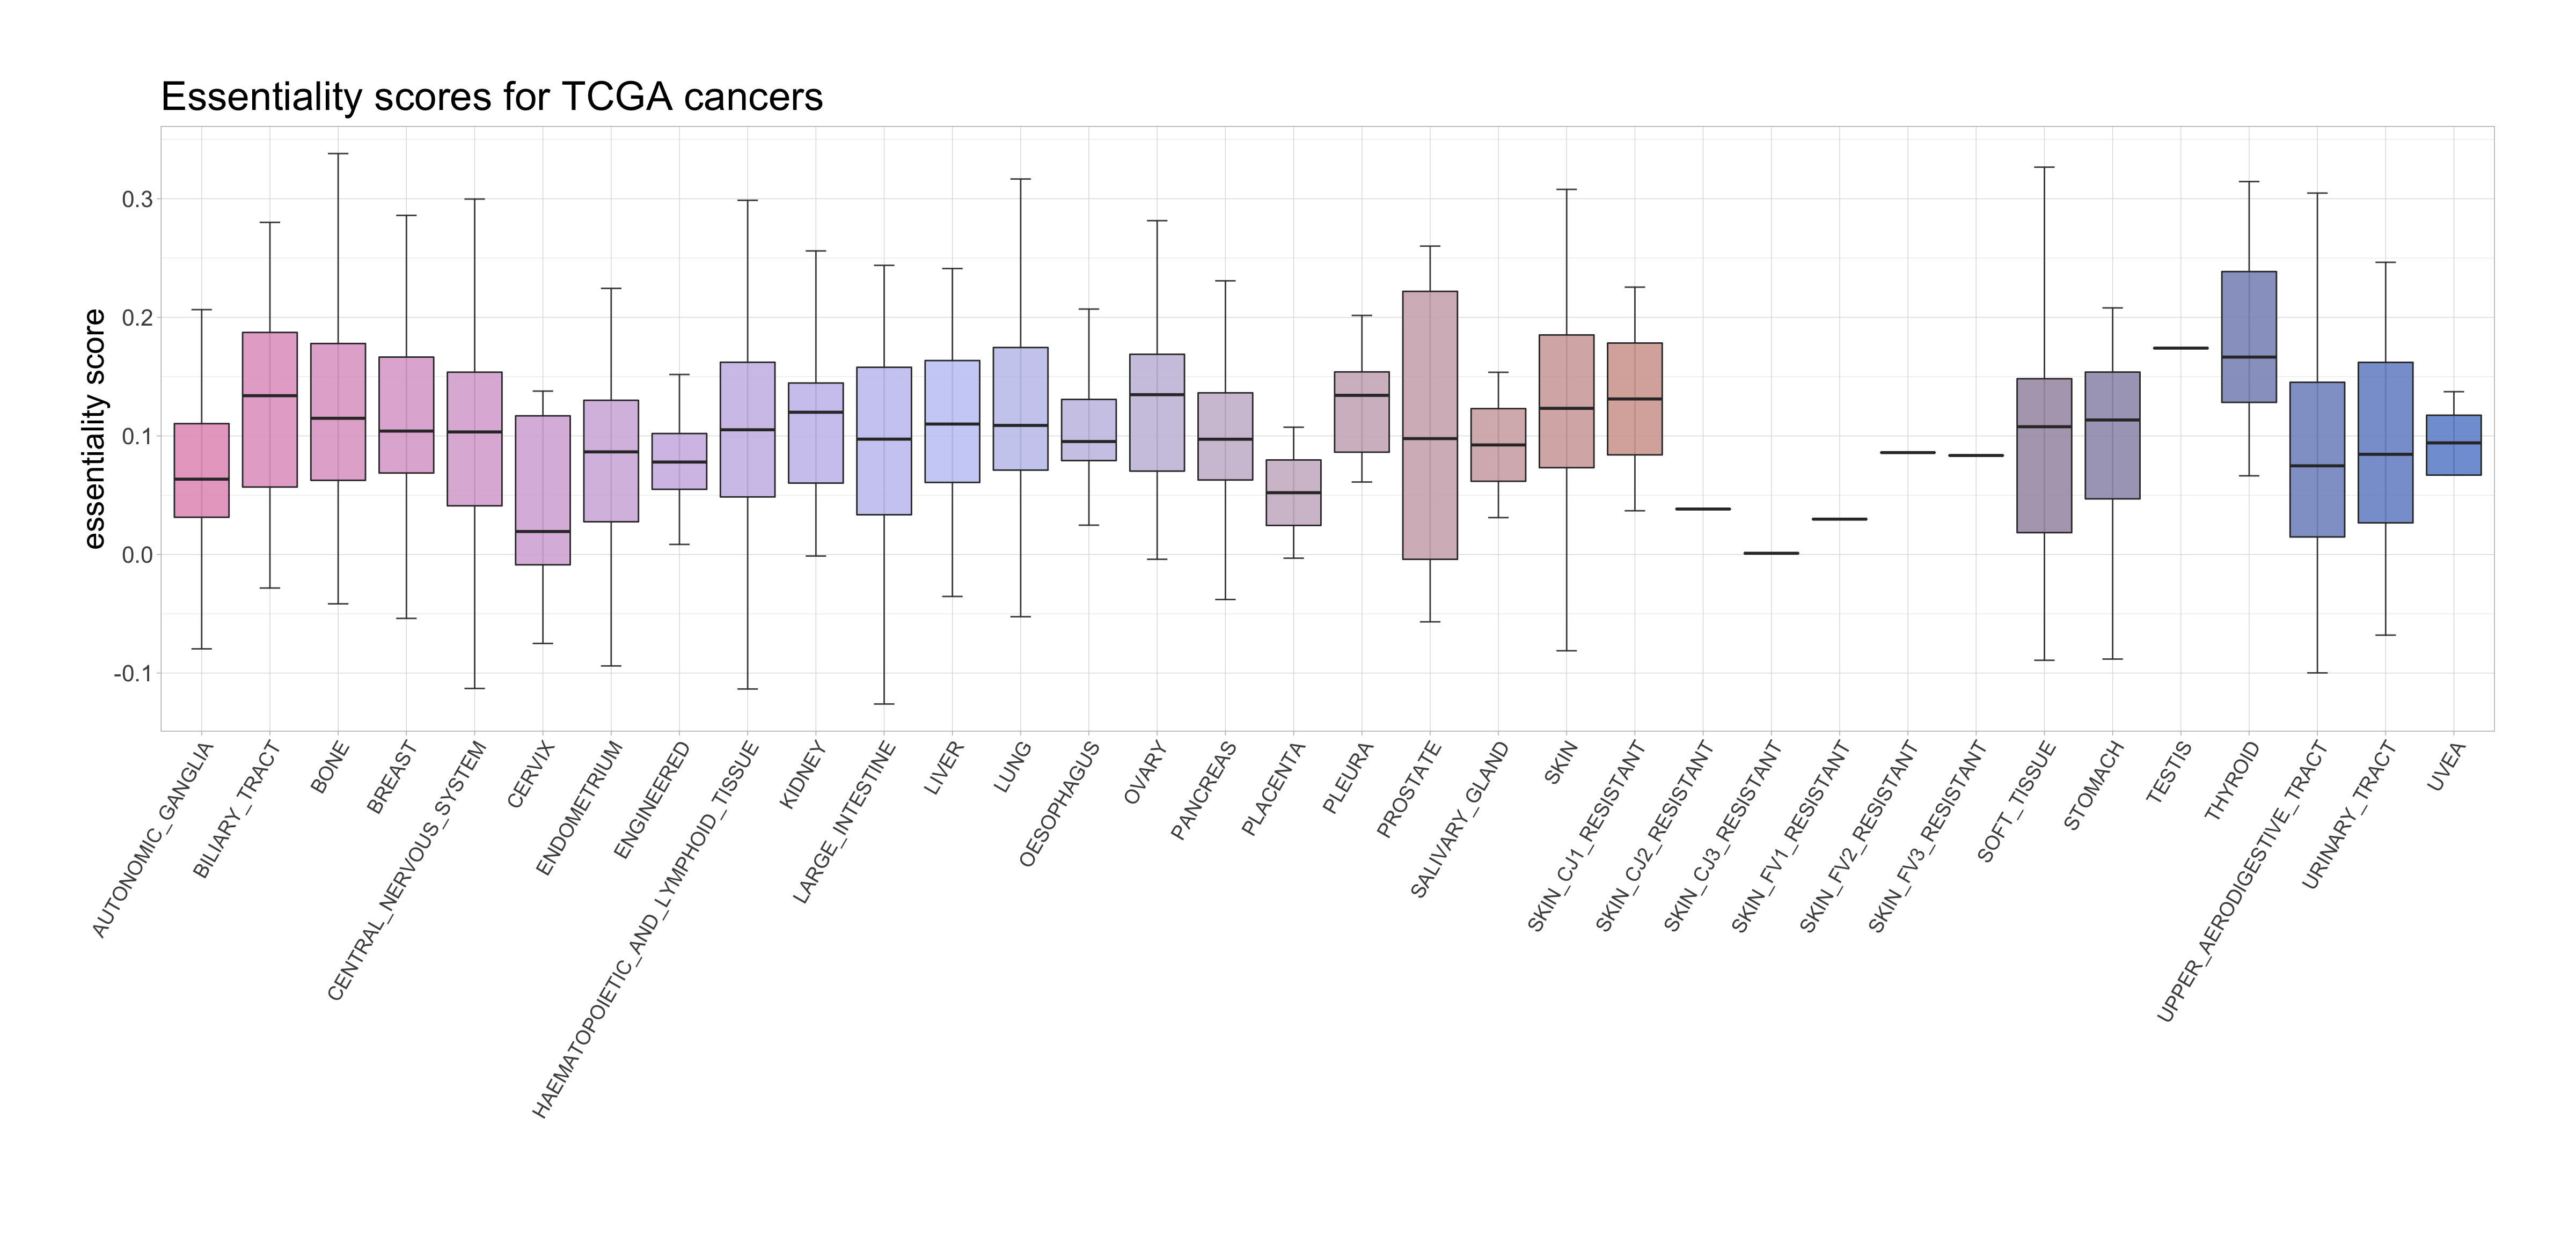 Essentiality scores for TCGA cancers
essentiality score
0.3
0.2
0.1
0.0
-0.1
AUTONOMIC_GANGLIA
BILIARY_TRACT
BONE
BREAST
CENTRAL_NERVOUS_SYSTEM
CERVIX
ENDOMETRIUM
ENGINEERED
HAEMATOPOIETIC_AND_LYMPHOID_TISSUE
KIDNEY
LARGE_INTESTINE
LIVER
LUNG
OESOPHAGUS
OVARY
PANCREAS
PLACENTA
PLEURA
PROSTATE
SALIVARY_GLAND
SKIN
SKIN_CJ1_RESISTANT
SKIN_CJ2_RESISTANT
SKIN_CJ3_RESISTANT
SKIN_FV1_RESISTANT
SKIN_FV2_RESISTANT
SKIN_FV3_RESISTANT
SOFT_TISSUE
STOMACH
TESTIS
THYROID
UPPER_AERODIGESTIVE_TRACT
URINARY_TRACT
UVEA